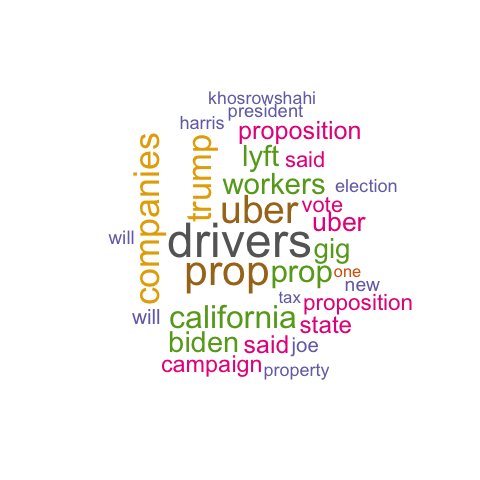 khosrowshahi
president
harris
proposition
companies
trump
lyft
said
workers
election
uber
vote
uber
will
drivers
gig
prop
prop
one
new
tax
proposition
will
california
state
biden
said
joe
campaign
property